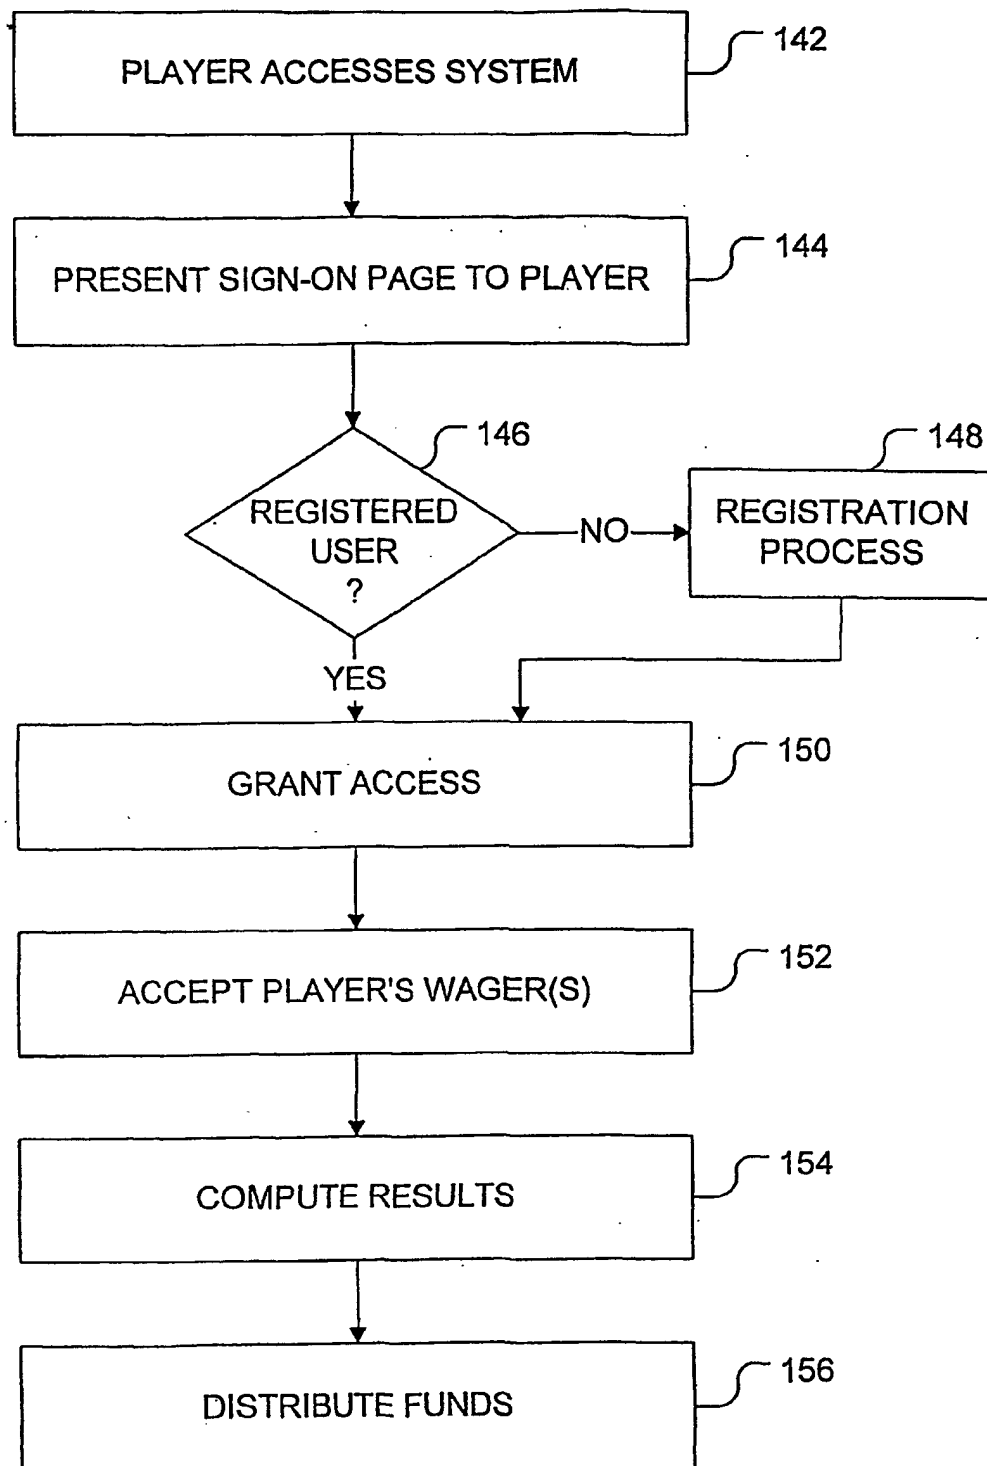 PLAYER ACCESSES SYSTEM
142
PRESENT SIGN-ON PAGE TO PLAYER
144
146
REGISTERED
USER
?
NO
148
REGISTRATION
PROCESS
YES
GRANT ACCESS
150
ACCEPT PLAYER'S WAGER(S)
152
COMPUTE RESULTS
154
DISTRIBUTE FUNDS
156